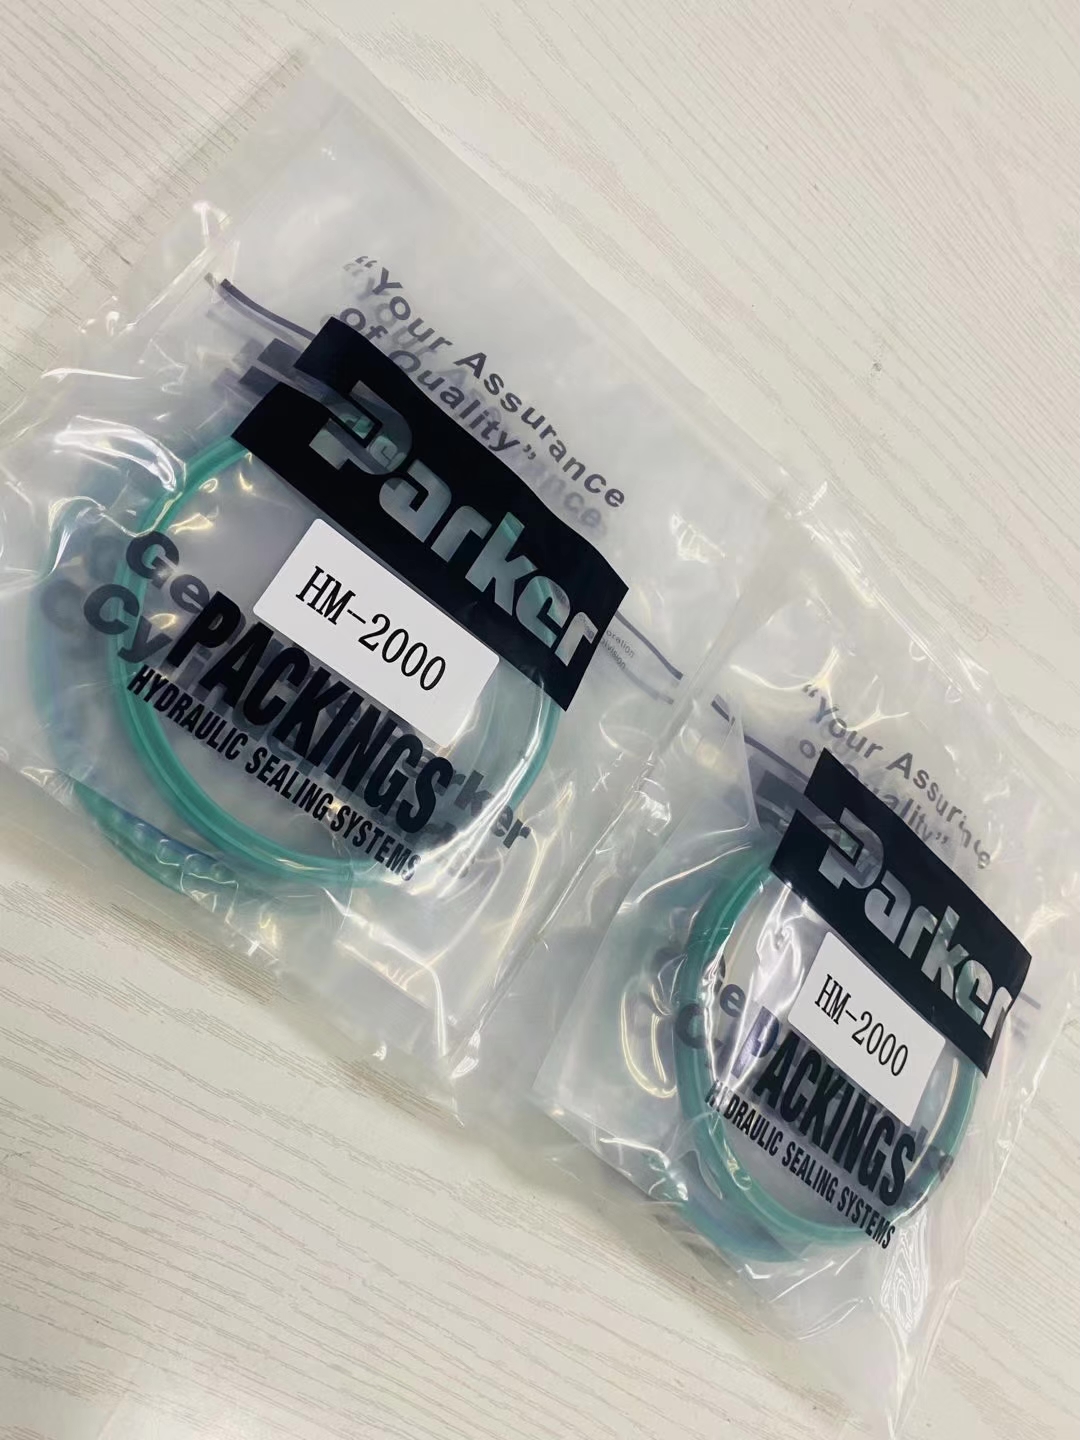 “Your Assurance
of Quality”
Parker
HM-2000
PACKINGS
HYDRAULIC SEALING SYSTEMS
“Your Assurance
of Quality”
Parker
HM-2000
PACKINGS
HYDRAULIC SEALING SYSTEMS